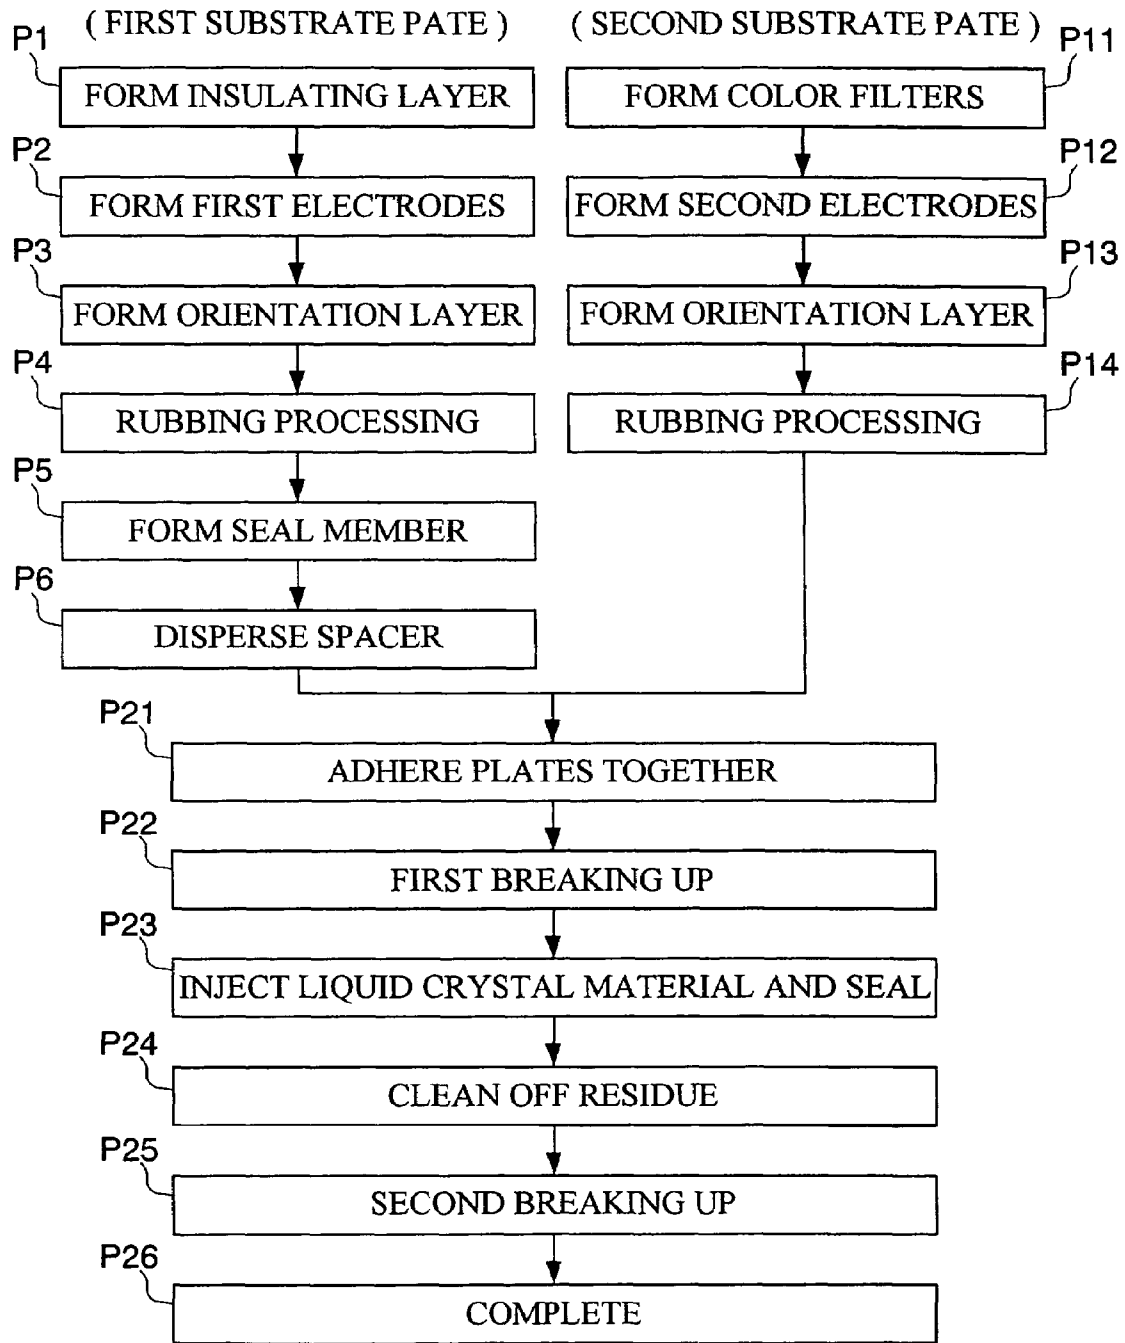 ( FIRST SUBSTRATE PATE )
P1
FORM INSULATING LAYER
P2
FORM FIRST ELECTRODES
P3
FORM ORIENTATION LAYER
P4
RUBBING PROCESSING
P5
FORM SEAL MEMBER
P6
DISPERSE SPACER
( SECOND SUBSTRATE PATE )
P11
FORM COLOR FILTERS
P12
FORM SECOND ELECTRODES
P13
FORM ORIENTATION LAYER
P14
RUBBING PROCESSING
P21
ADHERE PLATES TOGETHER
P22
FIRST BREAKING UP
P23
INJECT LIQUID CRYSTAL MATERIAL AND SEAL
P24
CLEAN OFF RESIDUE
P25
SECOND BREAKING UP
P26
COMPLETE